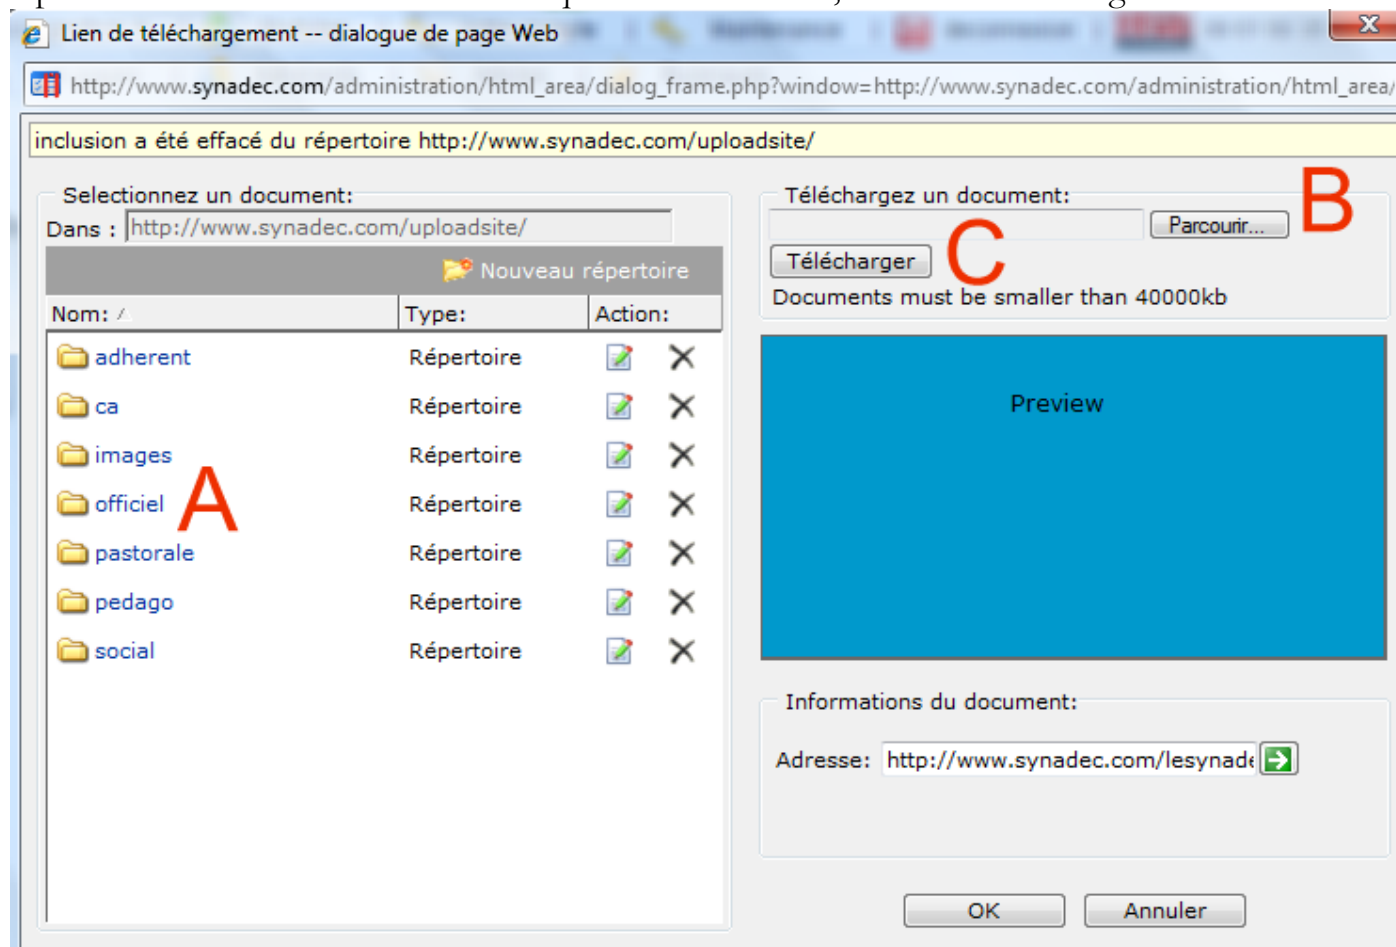 Lien de téléchargement -- dialogue de page Web
X
http://www.synadec.com/administration/html_area/dialog_frame.php?window=http://www.synadec.com/administration/html_area/
inclusion a été effacé du répertoire http://www.synadec.com/uploadsite/
Selectionnez un document:
Dans : http://www.synadec.com/uploadsite/
Nouveau répertoire
Nom: Type: Action:
adherent Répertoire
ca Répertoire
images Répertoire
officiel A Répertoire
pastorale Répertoire
pedago Répertoire
social Répertoire
Téléchargez un document:
Parcourir... B
Télécharger C
Documents must be smaller than 40000kb
Preview
Informations du document:
Adresse: http://www.synadec.com/lesynade
OK Annuler